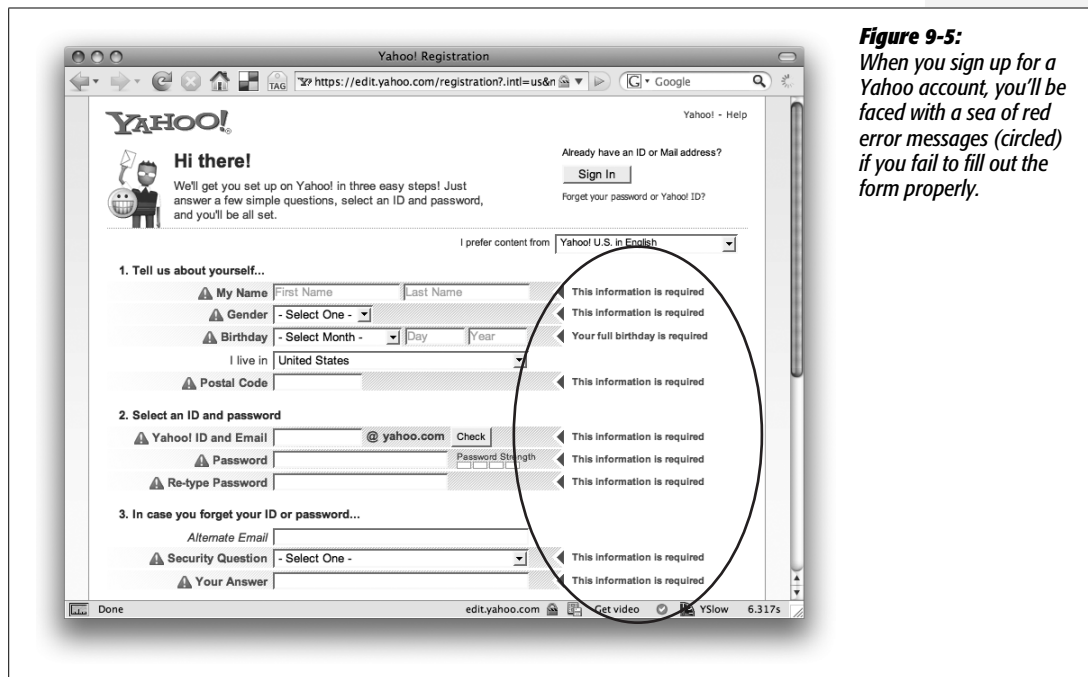 Yahoo! Registration
TAG
Y? https://edit.yahoo.com/registration?.intl=us&n
G
Google
YAHOO!
Yahoo! - Help
Hi there!
We'll get you set up on Yahoo! in three easy steps! Just
answer a few simple questions, select an ID and password,
and you'll be all set.
Already have an ID or Mail address?
Sign In
Forget your password or Yahoo! ID?
I prefer content from Yahoo! U.S. in English
1. Tell us about yourself...
My Name First Name Last Name This information is required
Gender - Select One - This information is required
Birthday - Select Month - Day Year Your full birthday is required
I live in United States
Postal Code This information is required
2. Select an ID and password
Yahoo! ID and Email @ yahoo.com Check This information is required
Password Password Strength This information is required
Re-type Password This information is required
3. In case you forget your ID or password...
Alternate Email
Security Question - Select One - This information is required
Your Answer This information is required
Done edit.yahoo.com Get video YSlow 6.317s
Figure 9-5:
When you sign up for a
Yahoo account, you'll be
faced with a sea of red
error messages (circled)
if you fail to fill out the
form properly.